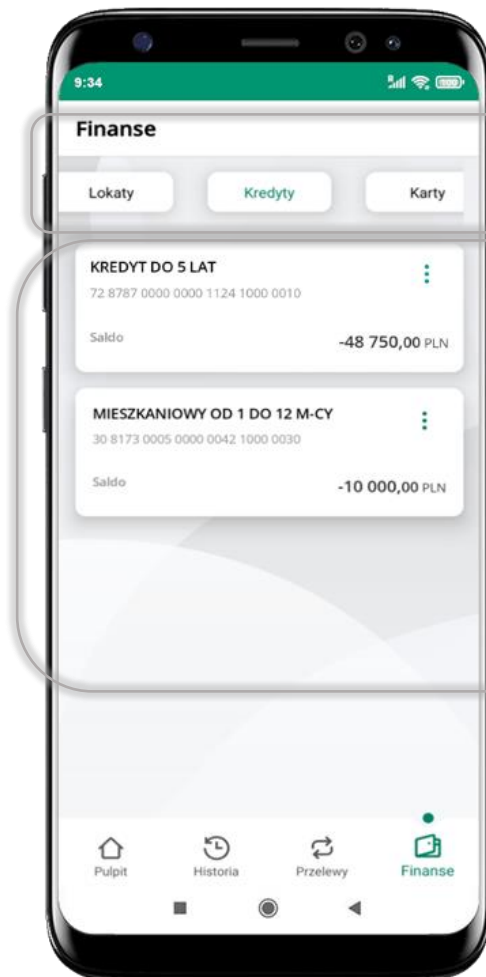 9:34
Finanse
Lokaty Kredyty Karty
KREDYT DO 5 LAT
72 8787 0000 0000 1124 1000 0010
Saldo -48 750,00 PLN
MIESZKANIOWY OD 1 DO 12 M-CY
30 8173 0005 0000 0042 1000 0030
Saldo -10 000,00 PLN
Pulpit Historia Przelewy Finanse